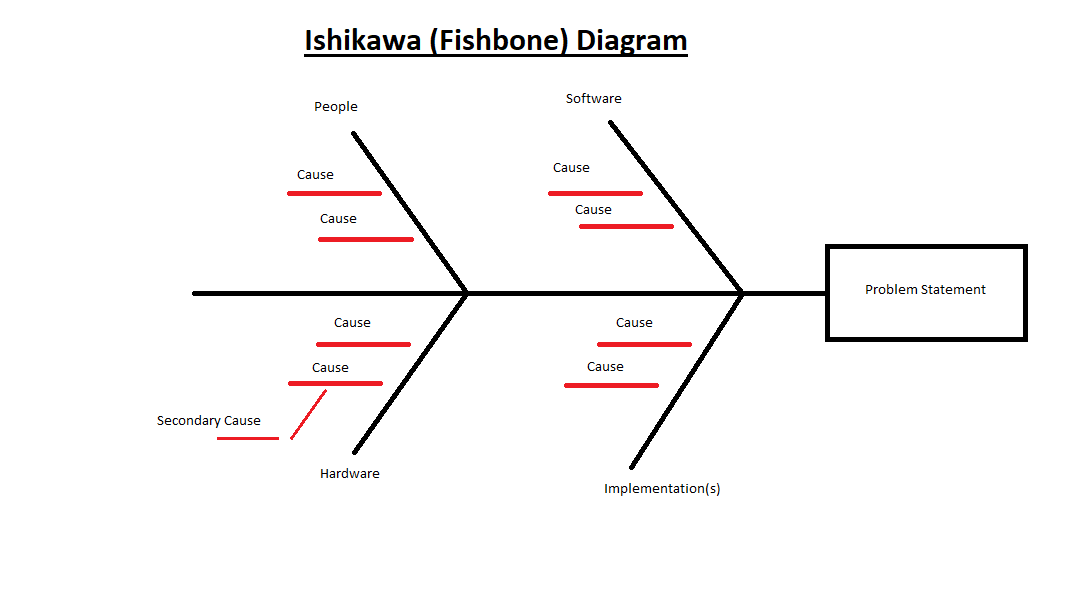 Ishikawa (Fishbone) Diagram
People
Software
Cause
Cause
Cause
Cause
Problem Statement
Cause
Cause
Cause
Cause
Secondary Cause
Hardware
Implementation(s)